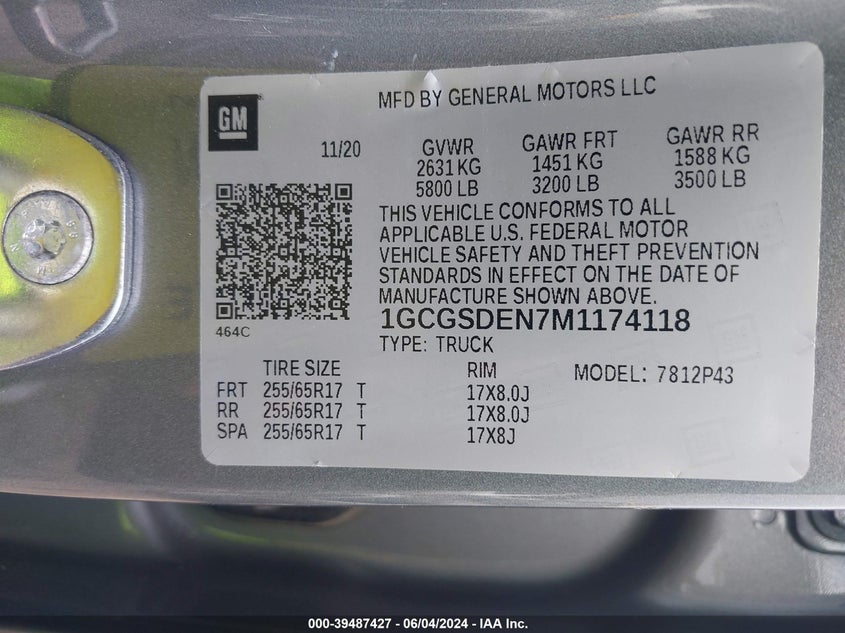 MFD BY GENERAL MOTORS LLC
GM
11/20
GVWR GAWR FRT GAWR RR
2631 KG 1451 KG 1588 KG
5800 LB 3200 LB 3500 LB
THIS VEHICLE CONFORMS TO ALL
APPLICABLE U.S. FEDERAL MOTOR
VEHICLE SAFETY AND THEFT PREVENTION
STANDARDS IN EFFECT ON THE DATE OF
MANUFACTURE SHOWN ABOVE.
464C
1GCGSDEN7M1174118
TYPE: TRUCK
TIRE SIZE RIM MODEL: 7812P43
FRT 255/65R17 T 17X8.0J
RR 255/65R17 T 17X8.0J
SPA 255/65R17 T 17X8J
000-39487427 - 06/04/2024 - IAA Inc.